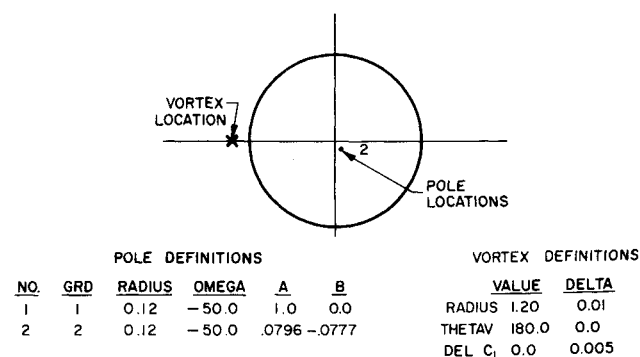 VORTEX
LOCATION
2
POLE
LOCATIONS
POLE DEFINITIONS
NO. GRD RADIUS OMEGA A B
1 1 0.12 -50.0 1.0 0.0
2 2 0.12 -50.0 .0796 -.0777
VORTEX DEFINITIONS
VALUE DELTA
RADIUS 1.20 0.01
THETAV 180.0 0.0
DEL C₁ 0.0 0.005